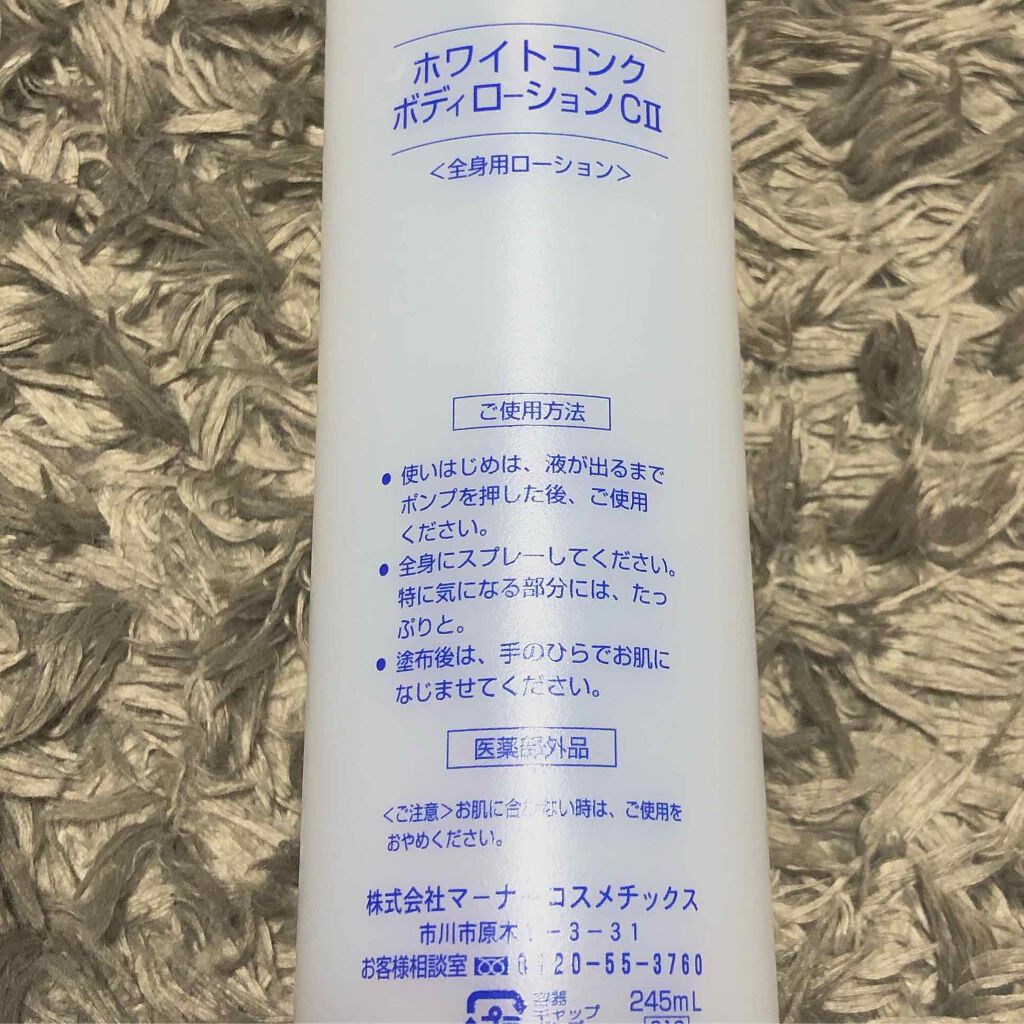 ホワイトコンク
ボディローションCⅡ
＜全身用ローション＞
ご使用方法
● 使いはじめは、液が出るまで
ポンプを押した後、ご使用
ください。
● 全身にスプレーしてください。
特に気になる部分には、たっ
ぷりと。
● 塗布後は、手のひらでお肌に
なじませてください。
医薬部外品
＜ご注意＞お肌に合わない時は、ご使用を
おやめください。
株式会社マーナーコスメチックス
市川市原木 -3-31
お客様相談室 0120-55-3760
容器
キャップ
245mL